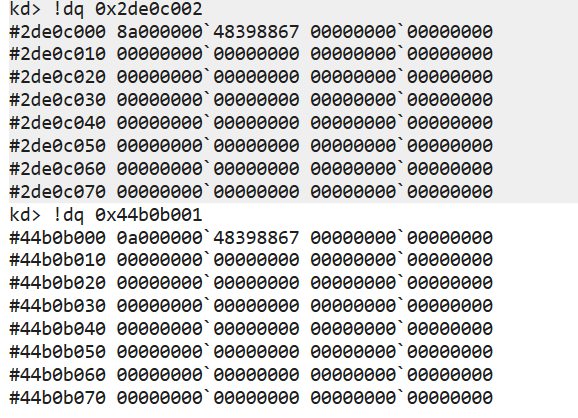 kd> !dq 0x2de0c002
#2de0c000 8a000000`48398867 00000000`00000000
#2de0c010 00000000`00000000 00000000`00000000
#2de0c020 00000000`00000000 00000000`00000000
#2de0c030 00000000`00000000 00000000`00000000
#2de0c040 00000000`00000000 00000000`00000000
#2de0c050 00000000`00000000 00000000`00000000
#2de0c060 00000000`00000000 00000000`00000000
#2de0c070 00000000`00000000 00000000`00000000
kd> !dq 0x44b0b001
#44b0b000 0a000000`48398867 00000000`00000000
#44b0b010 00000000`00000000 00000000`00000000
#44b0b020 00000000`00000000 00000000`00000000
#44b0b030 00000000`00000000 00000000`00000000
#44b0b040 00000000`00000000 00000000`00000000
#44b0b050 00000000`00000000 00000000`00000000
#44b0b060 00000000`00000000 00000000`00000000
#44b0b070 00000000`00000000 00000000`00000000